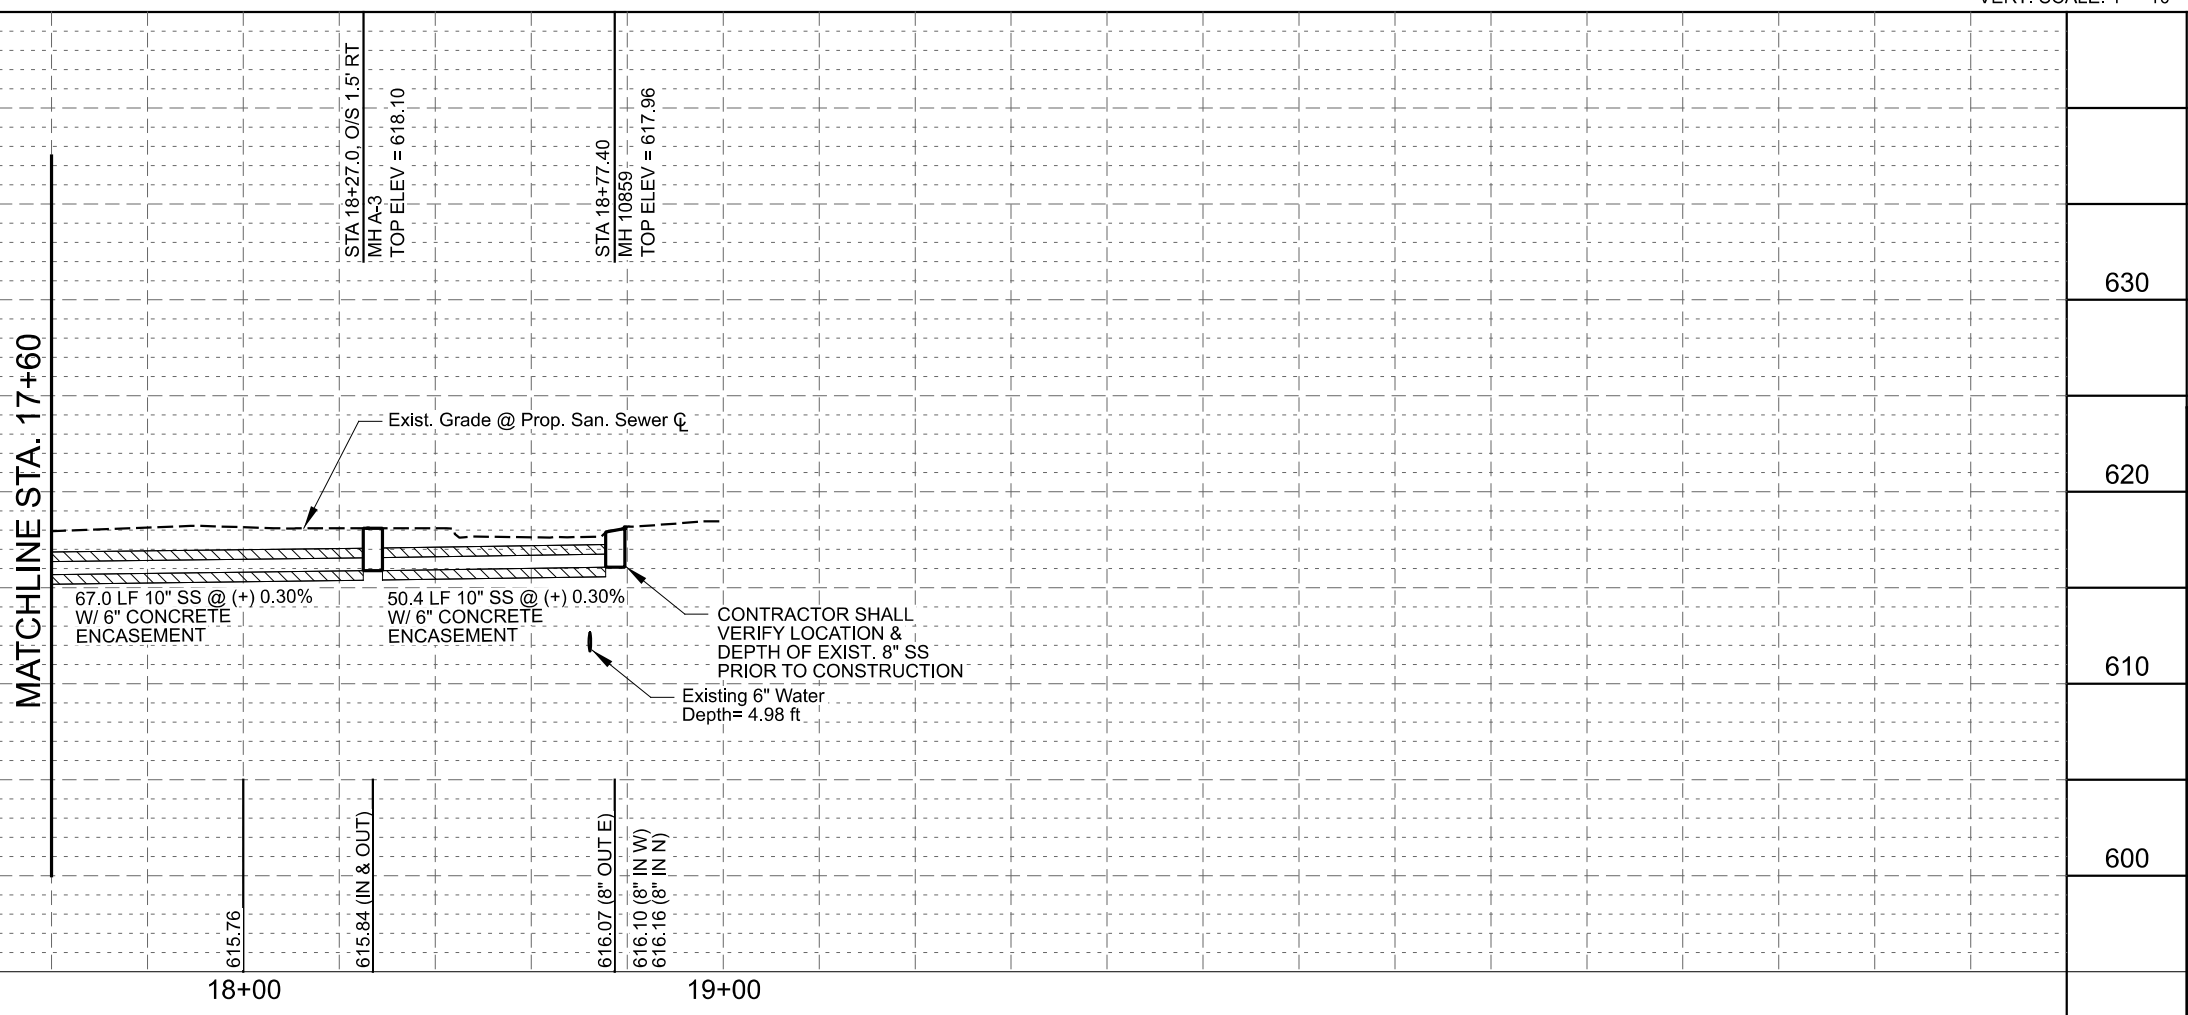 MATCHLINE STA. 17+60
STA 18+27.0, O/S 1.5' RT
MH A-3
TOP ELEV = 618.10
STA 18+77.40
MH 10859
TOP ELEV = 617.96
630
620
610
600
Exist. Grade @ Prop. San. Sewer ℄
67.0 LF 10" SS @ (+) 0.30%
W/ 6" CONCRETE
ENCASEMENT
50.4 LF 10" SS @ (+) 0.30%
W/ 6" CONCRETE
ENCASEMENT
CONTRACTOR SHALL
VERIFY LOCATION &
DEPTH OF EXIST. 8" SS
PRIOR TO CONSTRUCTION
Existing 6" Water
Depth= 4.98 ft
615.76
615.84 (IN & OUT)
616.07 (8" OUT E)
616.10 (8" IN W)
616.16 (8" IN N)
18+00
19+00